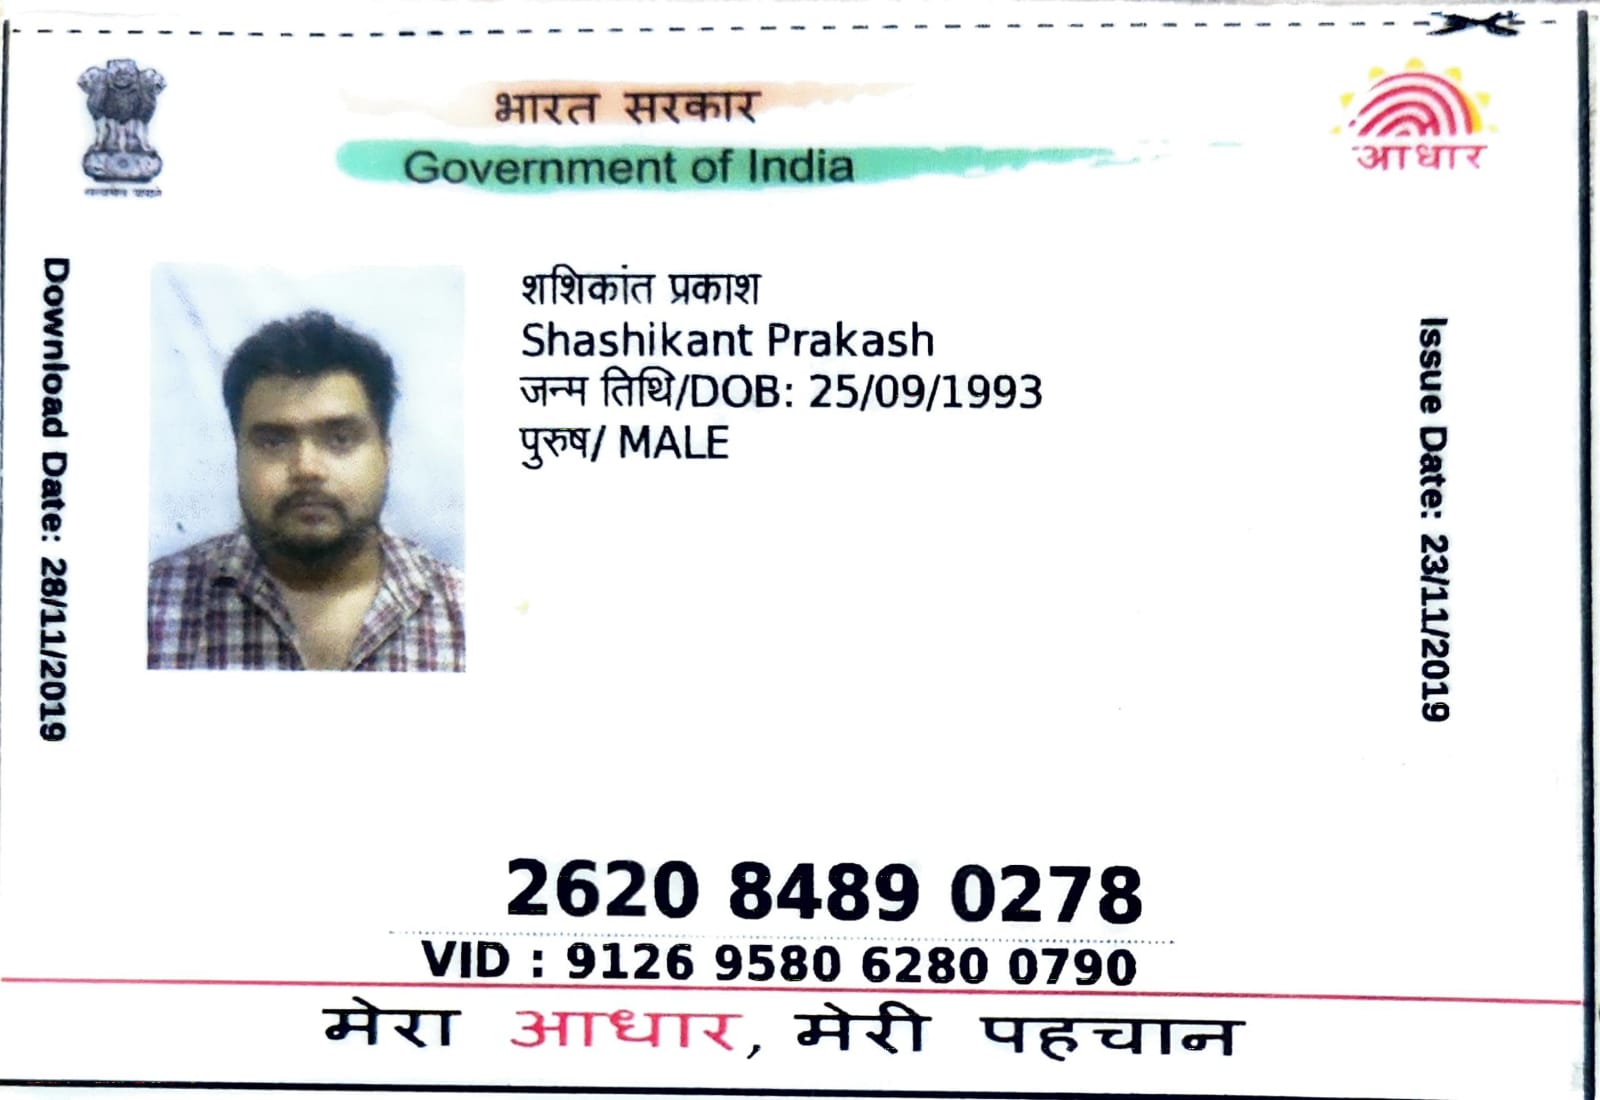 भारत सरकार
Government of India
आधार
Download Date: 28/11/2019
शशिकांत प्रकाश
Shashikant Prakash
जन्म तिथि/DOB: 25/09/1993
पुरुष/ MALE
Issue Date: 23/11/2019
2620 8489 0278
VID : 9126 9580 6280 0790
मेरा आधार, मेरी पहचान